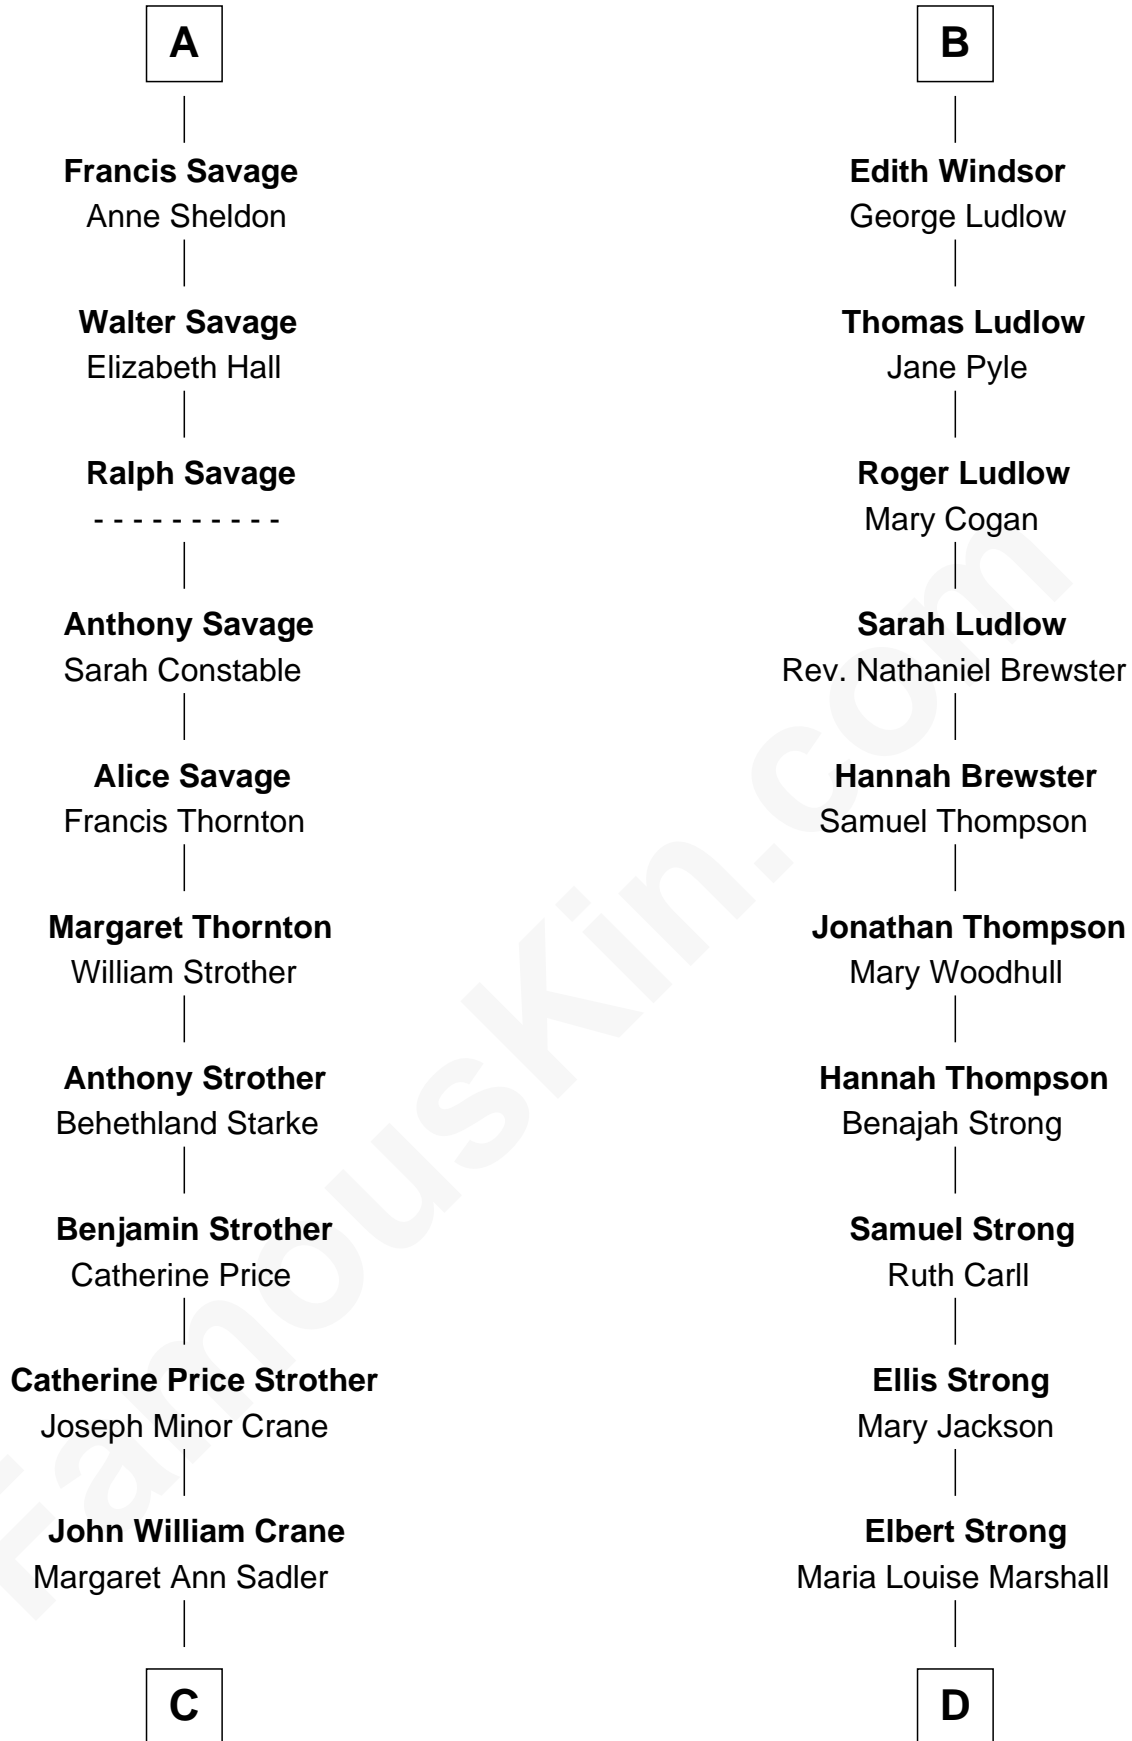 A
Francis Savage
Anne Sheldon
Walter Savage
Elizabeth Hall
Ralph Savage
- - - - - - - - - -
Anthony Savage
Sarah Constable
Alice Savage
Francis Thornton
Margaret Thornton
William Strother
Anthony Strother
Behethland Starke
Benjamin Strother
Catherine Price
Catherine Price Strother
Joseph Minor Crane
John William Crane
Margaret Ann Sadler
C
B
Edith Windsor
George Ludlow
Thomas Ludlow
Jane Pyle
Roger Ludlow
Mary Cogan
Sarah Ludlow
Rev. Nathaniel Brewster
Hannah Brewster
Samuel Thompson
Jonathan Thompson
Mary Woodhull
Hannah Thompson
Benajah Strong
Samuel Strong
Ruth Carll
Ellis Strong
Mary Jackson
Elbert Strong
Maria Louise Marshall
D
FamousKin.com